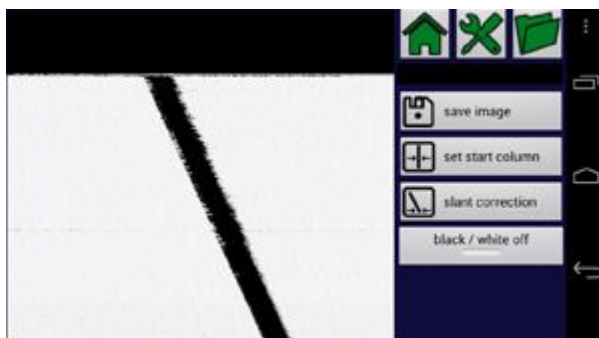 save image
set start column
slant correction
black / white off